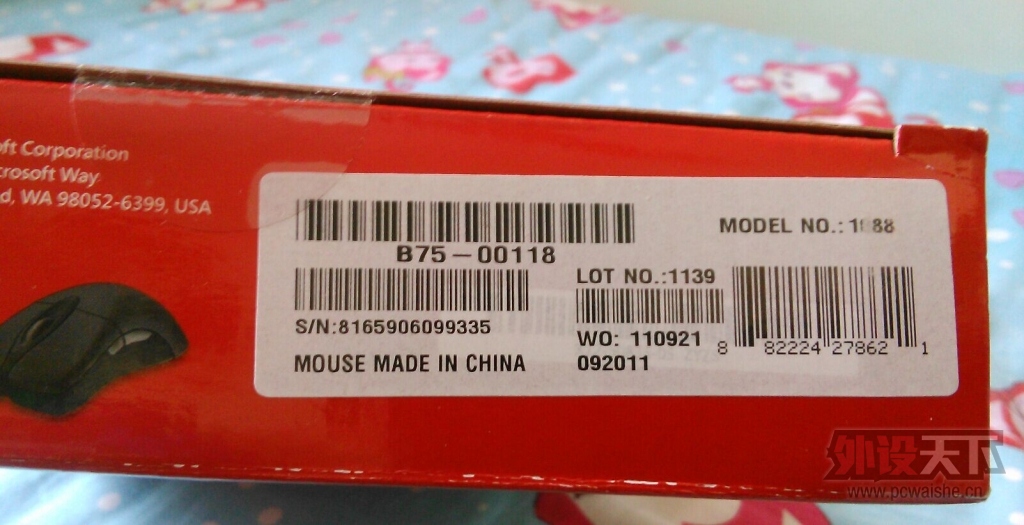 oft Corporation
crosoft Way
d, WA 98052-6399, USA
B75-00118
MODEL NO.:
LOT NO.:1139
S/N:8165906099335
WO: 110921
8 82224 27862 1
MOUSE MADE IN CHINA
092011
外设天下
www.pcwaishe.cn